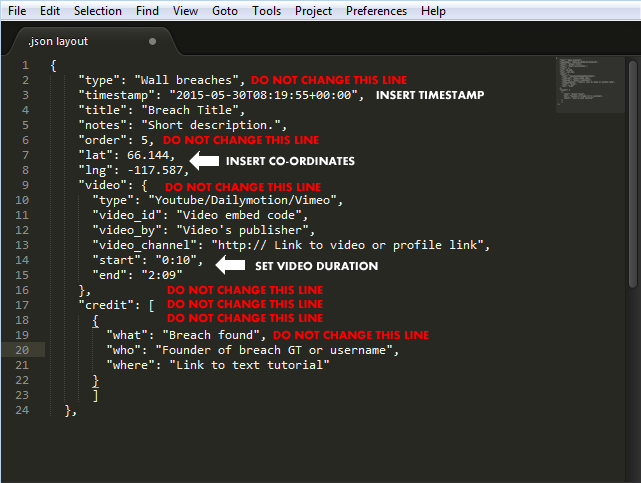 File Edit Selection Find View Goto Tools Project Preferences Help
.json layout
1 {
2 "type": "Wall breaches", DO NOT CHANGE THIS LINE
3 "timestamp": "2015-05-30T08:19:55+00:00", INSERT TIMESTAMP
4 "title": "Breach Title",
5 "notes": "Short description.",
6 "order": 5, DO NOT CHANGE THIS LINE
7 "lat": 66.144,
INSERT CO-ORDINATES
8 "lng": -117.587,
9 "video": { DO NOT CHANGE THIS LINE
10 "type": "Youtube/Dailymotion/Vimeo",
11 "video_id": "Video embed code",
12 "video_by": "Video's publisher",
13 "video_channel": "http:// Link to video or profile link",
14 "start": "0:10",
SET VIDEO DURATION
15 "end": "2:09"
16 }, DO NOT CHANGE THIS LINE
17 "credit": [ DO NOT CHANGE THIS LINE
18 { DO NOT CHANGE THIS LINE
19 "what": "Breach found", DO NOT CHANGE THIS LINE
20 "who": "Founder of breach GT or username",
21 "where": "Link to text tutorial"
22 }
23 ]
24 },